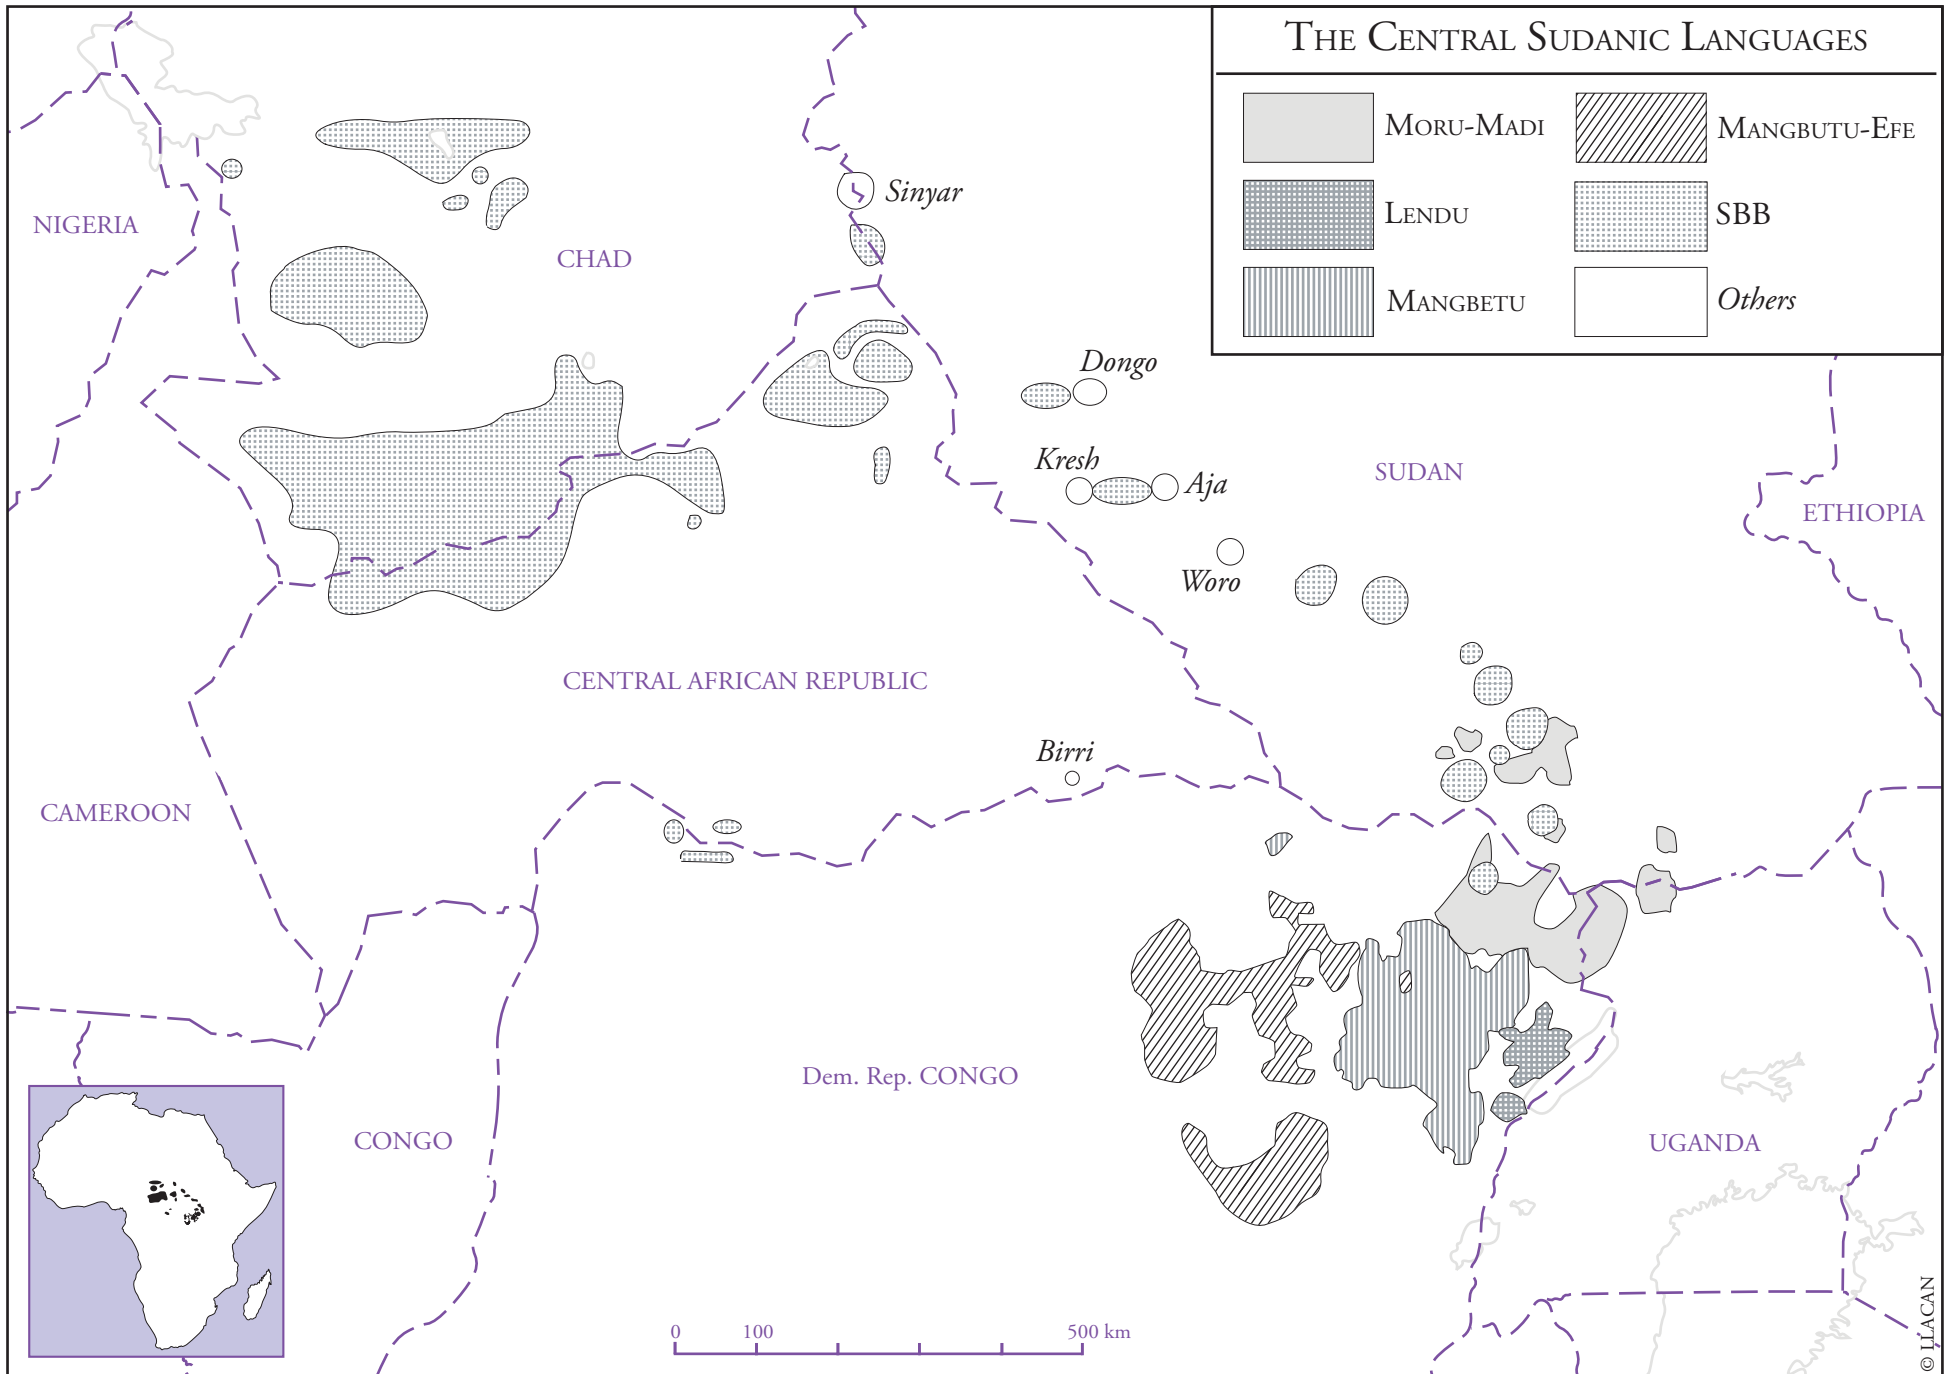 THE CENTRAL SUDANIC LANGUAGES
MORU-MADI
MANGBUTU-EFE
LENDU
SBB
MANGBETU
Others
NIGERIA
CHAD
Sinyar
Dongo
Kresh
Aja
SUDAN
ETHIOPIA
Woro
CENTRAL AFRICAN REPUBLIC
Birri
CAMEROON
Dem. Rep. CONGO
CONGO
UGANDA
0 100 500 km
© LLACAN